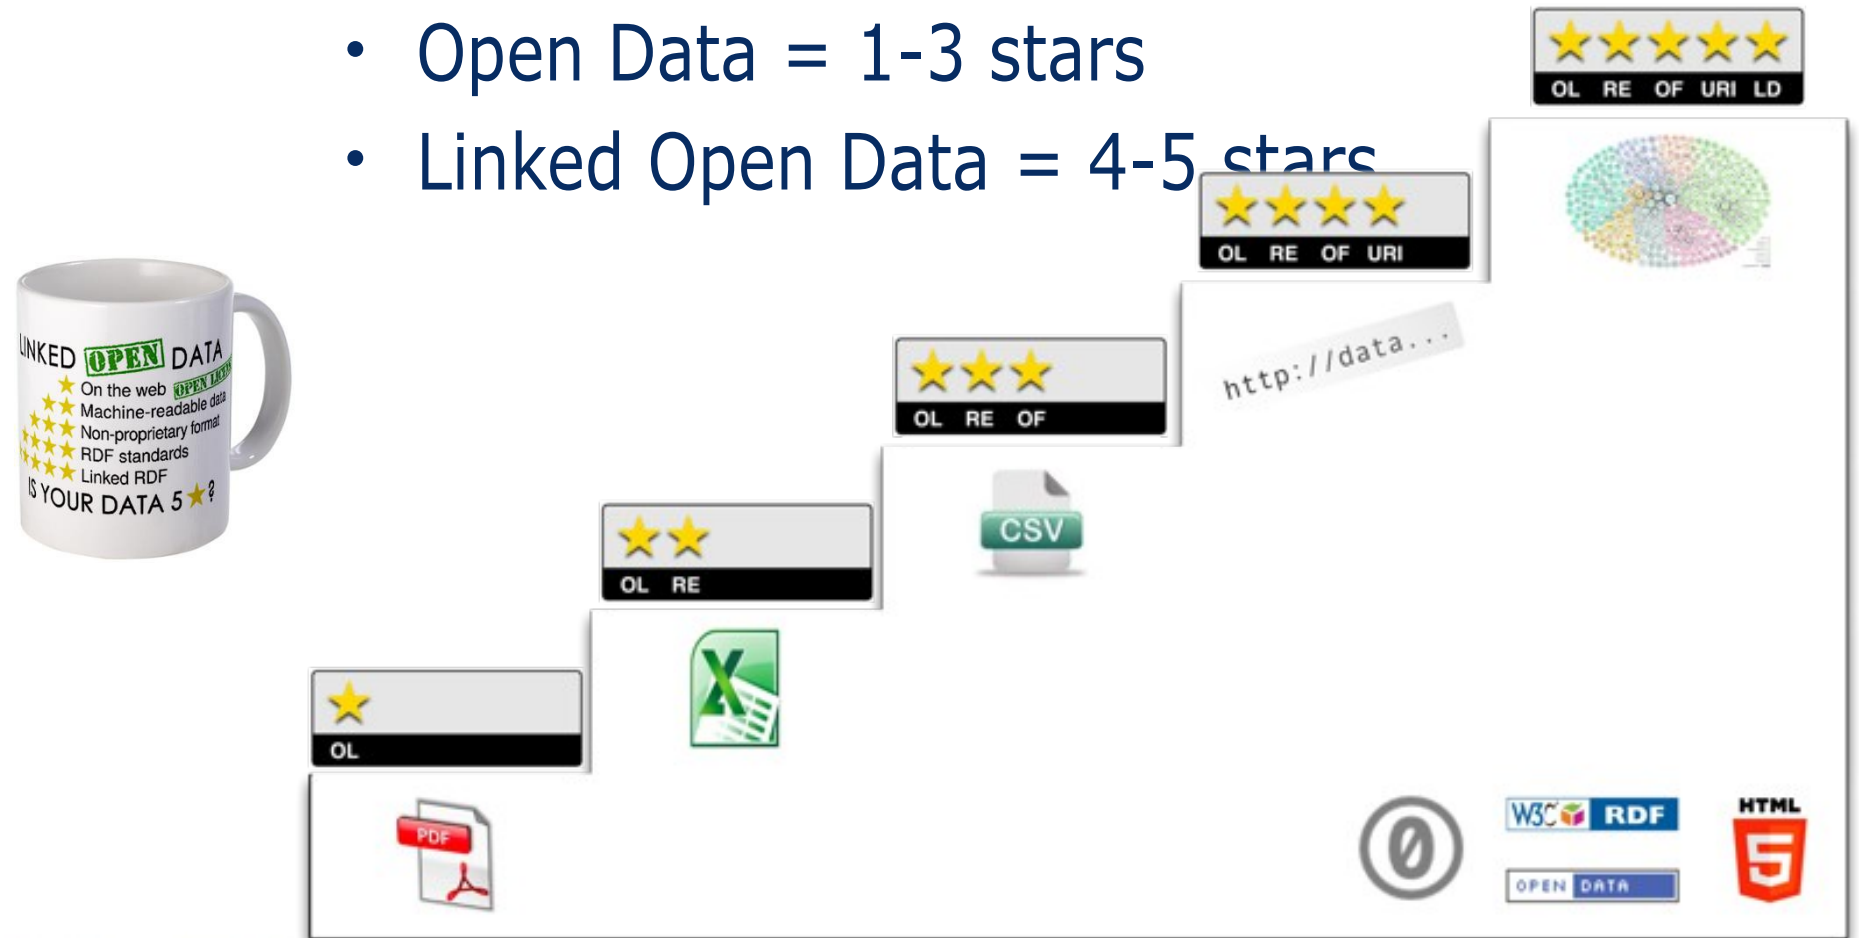 • Open Data = 1-3 stars
• Linked Open Data = 4-5 stars
OL RE OF URI LD
OL RE OF URI
http://data...
OL RE OF
CSV
OL RE
X
OL
PDF
LINKED OPEN DATA
On the web OPEN LICENSE
Machine-readable data
Non-proprietary format
RDF standards
Linked RDF
IS YOUR DATA 5 ★?
0
W3C RDF
OPEN DATA
HTML
5